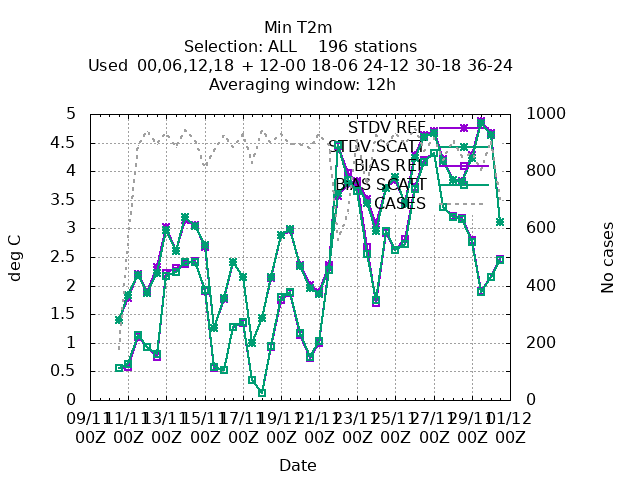 Min T2m
Selection: ALL    196 stations
Used  00,06,12,18  + 12-00 18-06 24-12 30-18 36-24
Averaging window: 12h
5 1000
STDV REF
4.5
STDV SCATT
4 800
BIAS REF
BIAS SCATT
3.5
CASES
3 600
2.5
deg C
No cases
2 400
1.5
1 200
0.5
0 0
09/11 11/11 13/11 15/11 17/11 19/11 21/11 23/11 25/11 27/11 29/11 01/12
00Z 00Z 00Z 00Z 00Z 00Z 00Z 00Z 00Z 00Z 00Z 00Z
Date